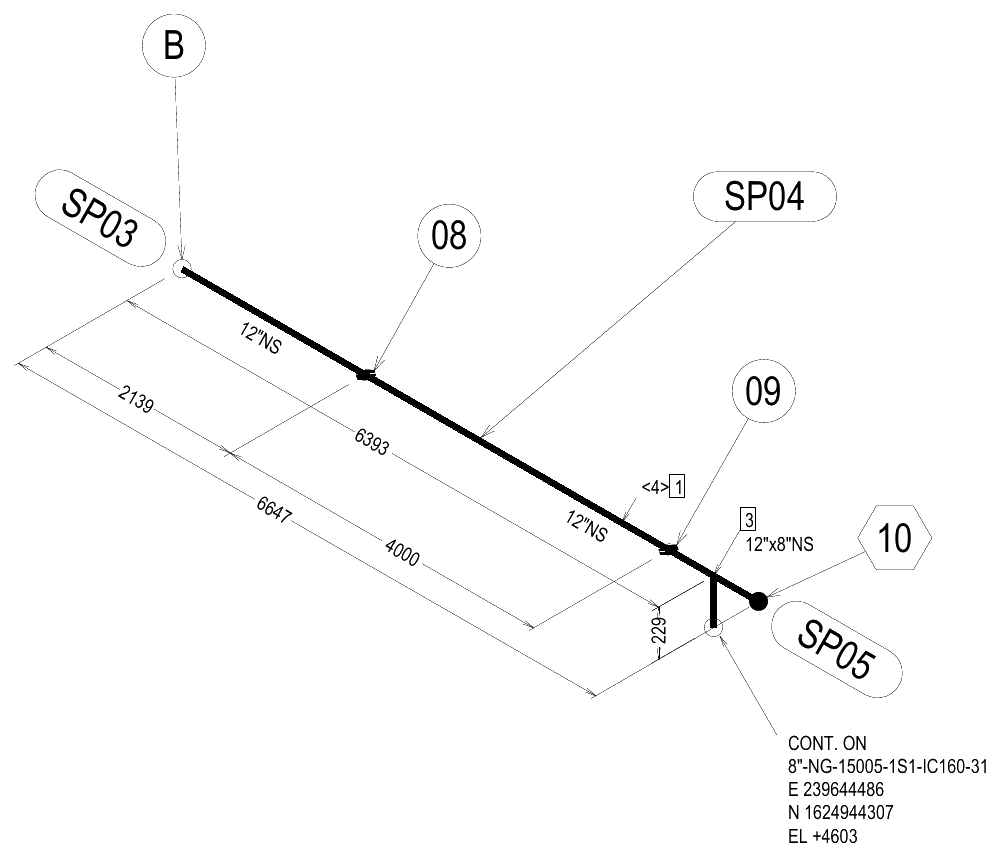 B
SP03
08
SP04
12"NS
09
2139
6393
<4> 1
6647
12"NS
3
4000
12"x8"NS
10
229
SP05
CONT. ON
8"-NG-15005-1S1-IC160-31
E 239644486
N 1624944307
EL +4603